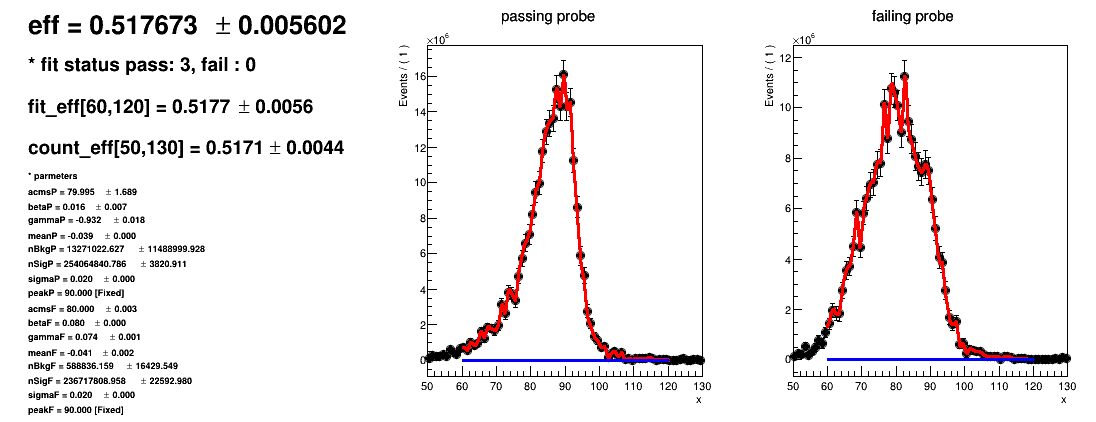 eff = 0.517673 ± 0.005602
* fit status pass: 3, fail : 0
fit_eff[60,120] = 0.5177 ± 0.0056
count_eff[50,130] = 0.5171 ± 0.0044
* parmeters
acmsP = 79.995 ± 1.689
betaP = 0.016 ± 0.007
gammaP = -0.932 ± 0.018
meanP = -0.039 ± 0.000
nBkgP = 13271022.627 ± 11488999.928
nSigP = 254064840.786 ± 3820.911
sigmaP = 0.020 ± 0.000
peakP = 90.000 [Fixed]
acmsF = 80.000 ± 0.003
betaF = 0.080 ± 0.000
gammaF = 0.074 ± 0.001
meanF = -0.041 ± 0.002
nBkgF = 588836.159 ± 16429.549
nSigF = 236717808.958 ± 22592.980
sigmaF = 0.020 ± 0.000
peakF = 90.000 [Fixed]
passing probe
×10⁶
Events / ( 1 )
16
14
12
10
8
6
4
2
0
50 60 70 80 90 100 110 120 130
x
failing probe
×10⁶
Events / ( 1 )
12
10
8
6
4
2
0
50 60 70 80 90 100 110 120 130
x